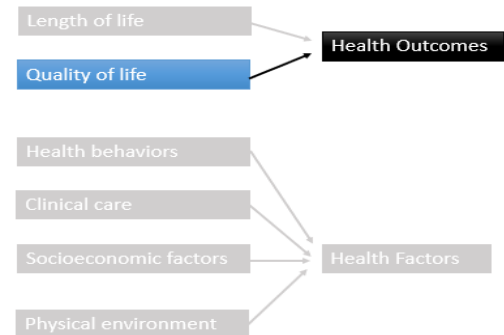 Length of life
Health Outcomes
Quality of life
Health behaviors
Clinical care
Socioeconomic factors
Health Factors
Physical environment